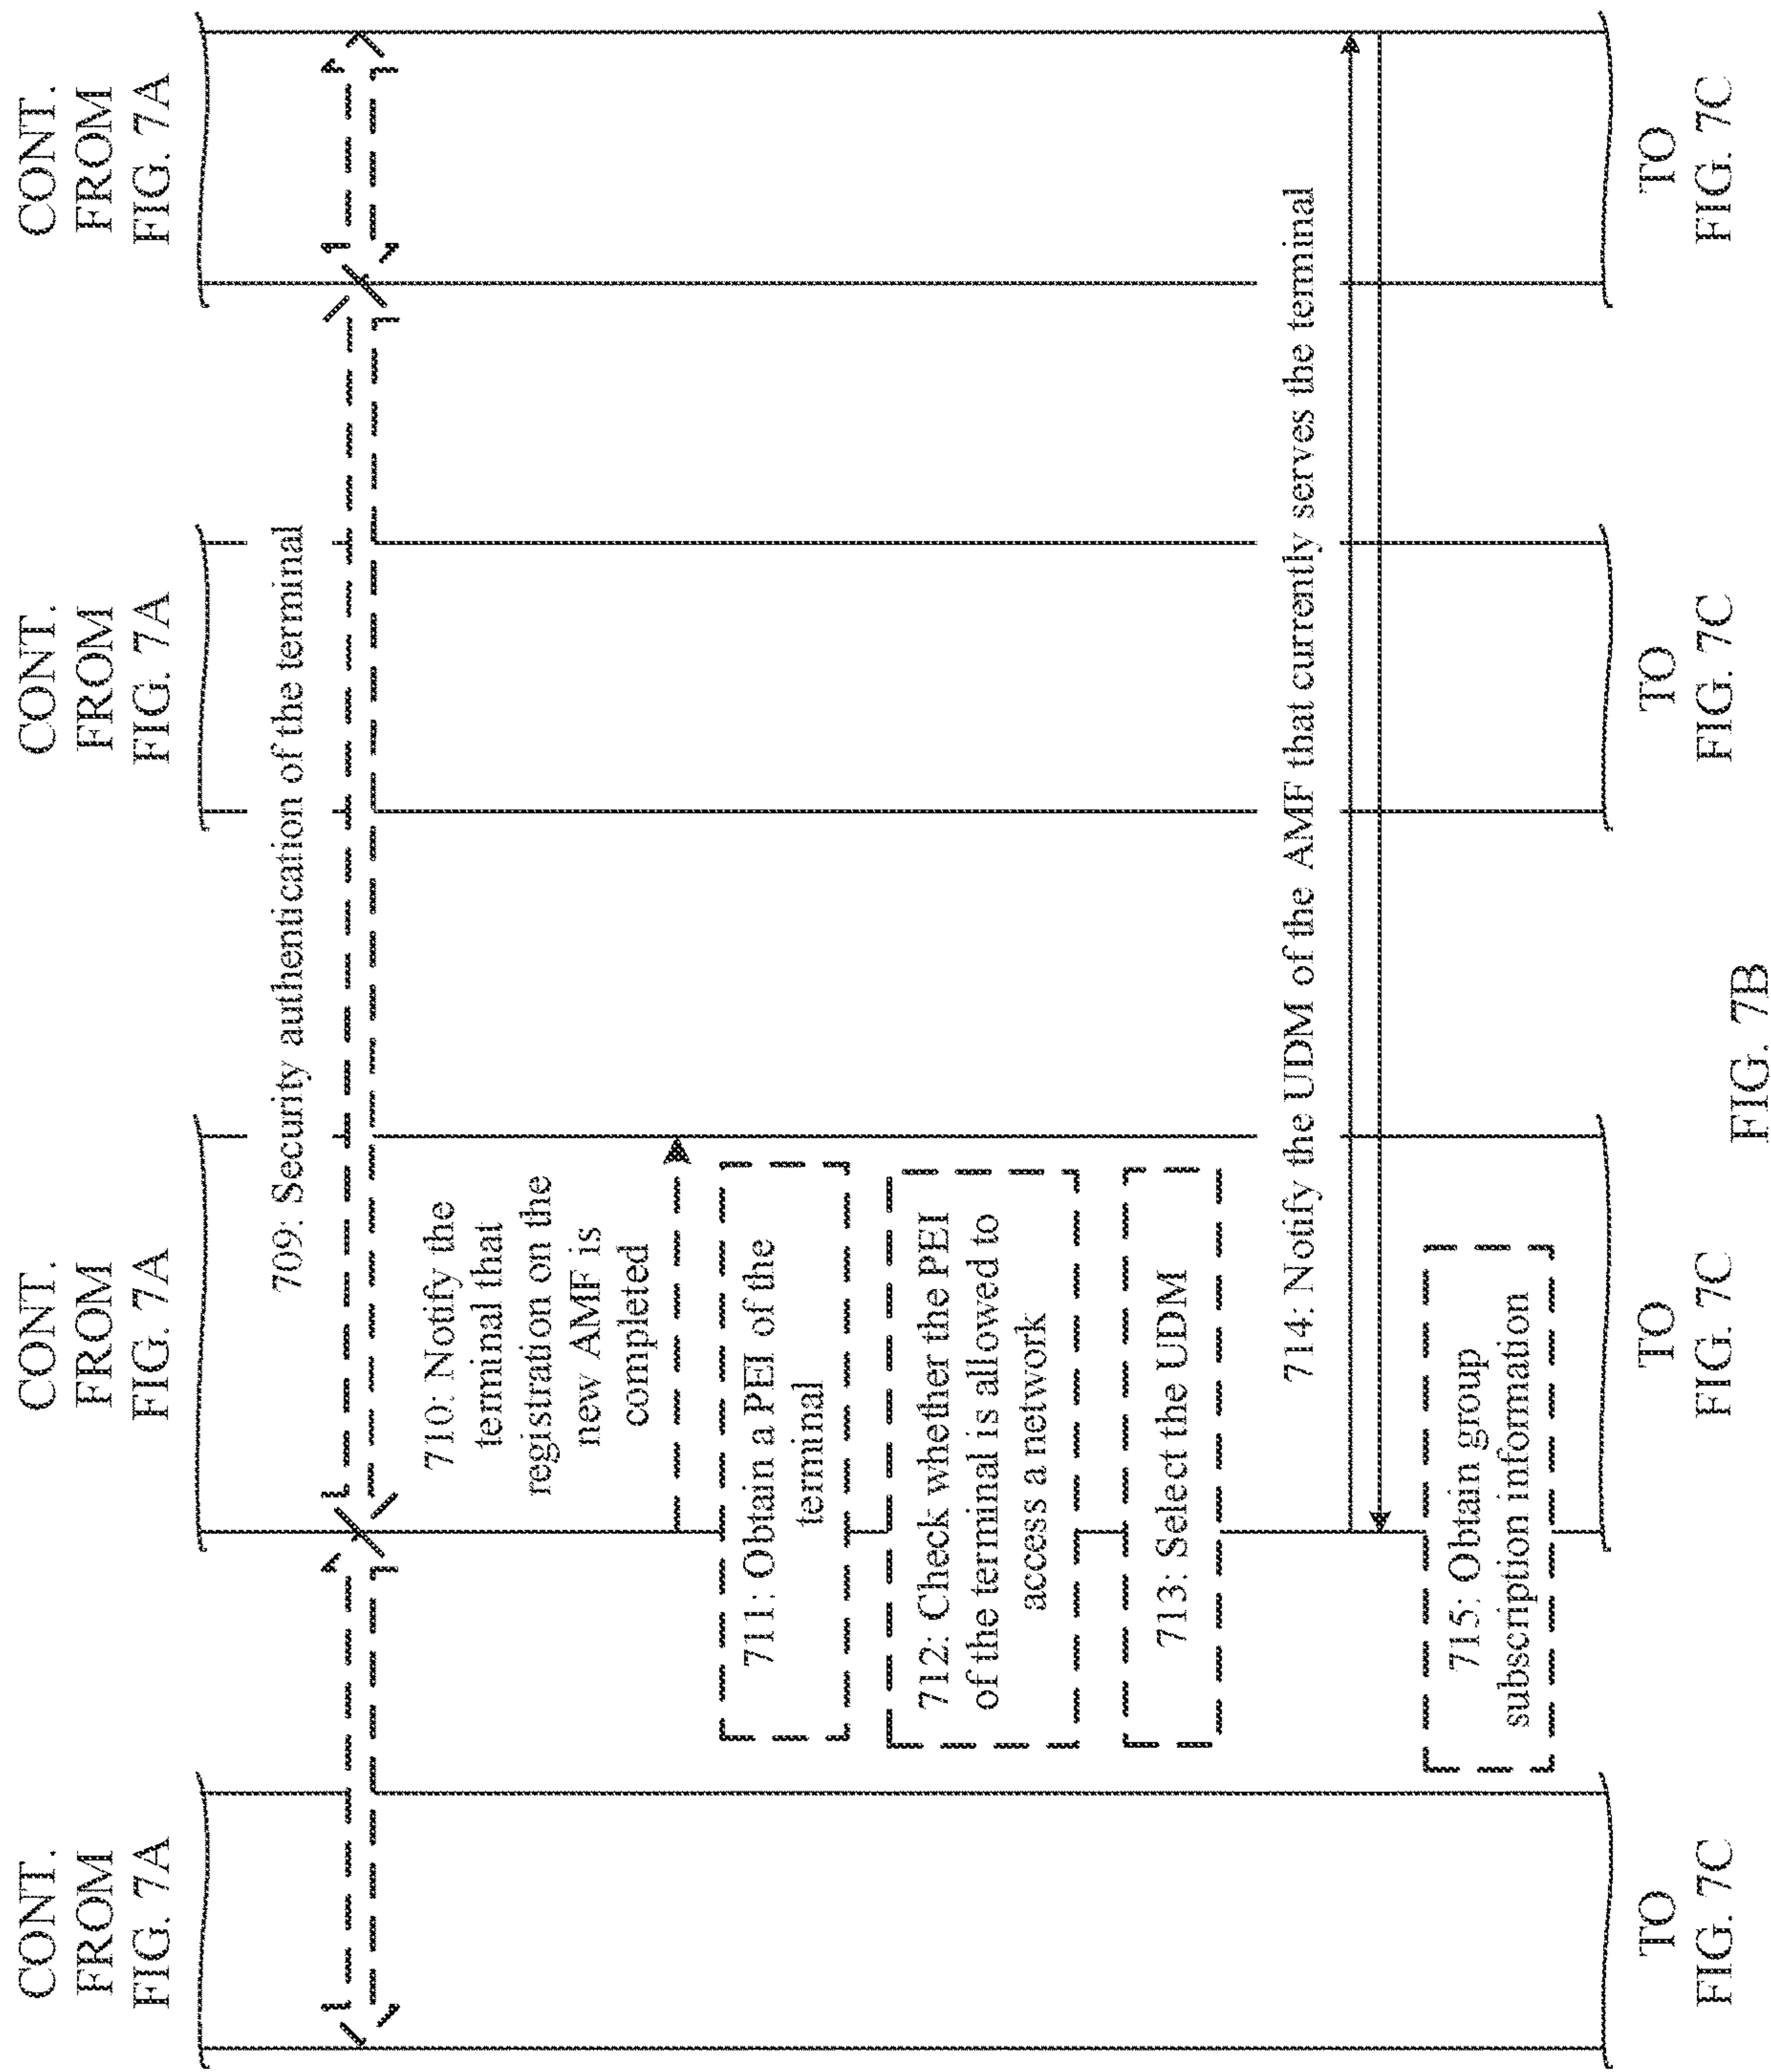 CONT.
FROM
FIG. 7A
CONT.
FROM
FIG. 7A
CONT.
FROM
FIG. 7A
CONT.
FROM
FIG. 7A
709: Security authentication of the terminal
710: Notify the
terminal that
registration on the
new AMF is
completed
711: Obtain a PEI of the
terminal
712: Check whether the PEI
of the terminal is allowed to
access a network
713: Select the UDM
714: Notify the UDM of the AMF that currently serves the terminal
715: Obtain group
subscription information
TO
FIG. 7C
TO
FIG. 7C
TO
FIG. 7C
TO
FIG. 7C
FIG. 7B